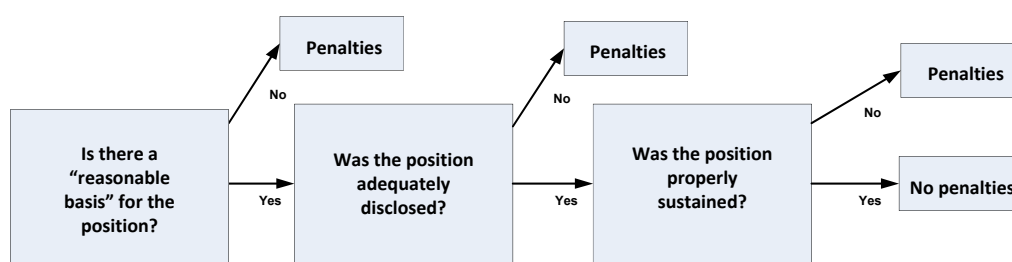 Penalties
Penalties
Penalties
No
No
No
Is there a
“reasonable
basis” for the
position?
Yes
Was the position
adequately
disclosed?
Yes
Was the position
properly
sustained?
Yes
No penalties